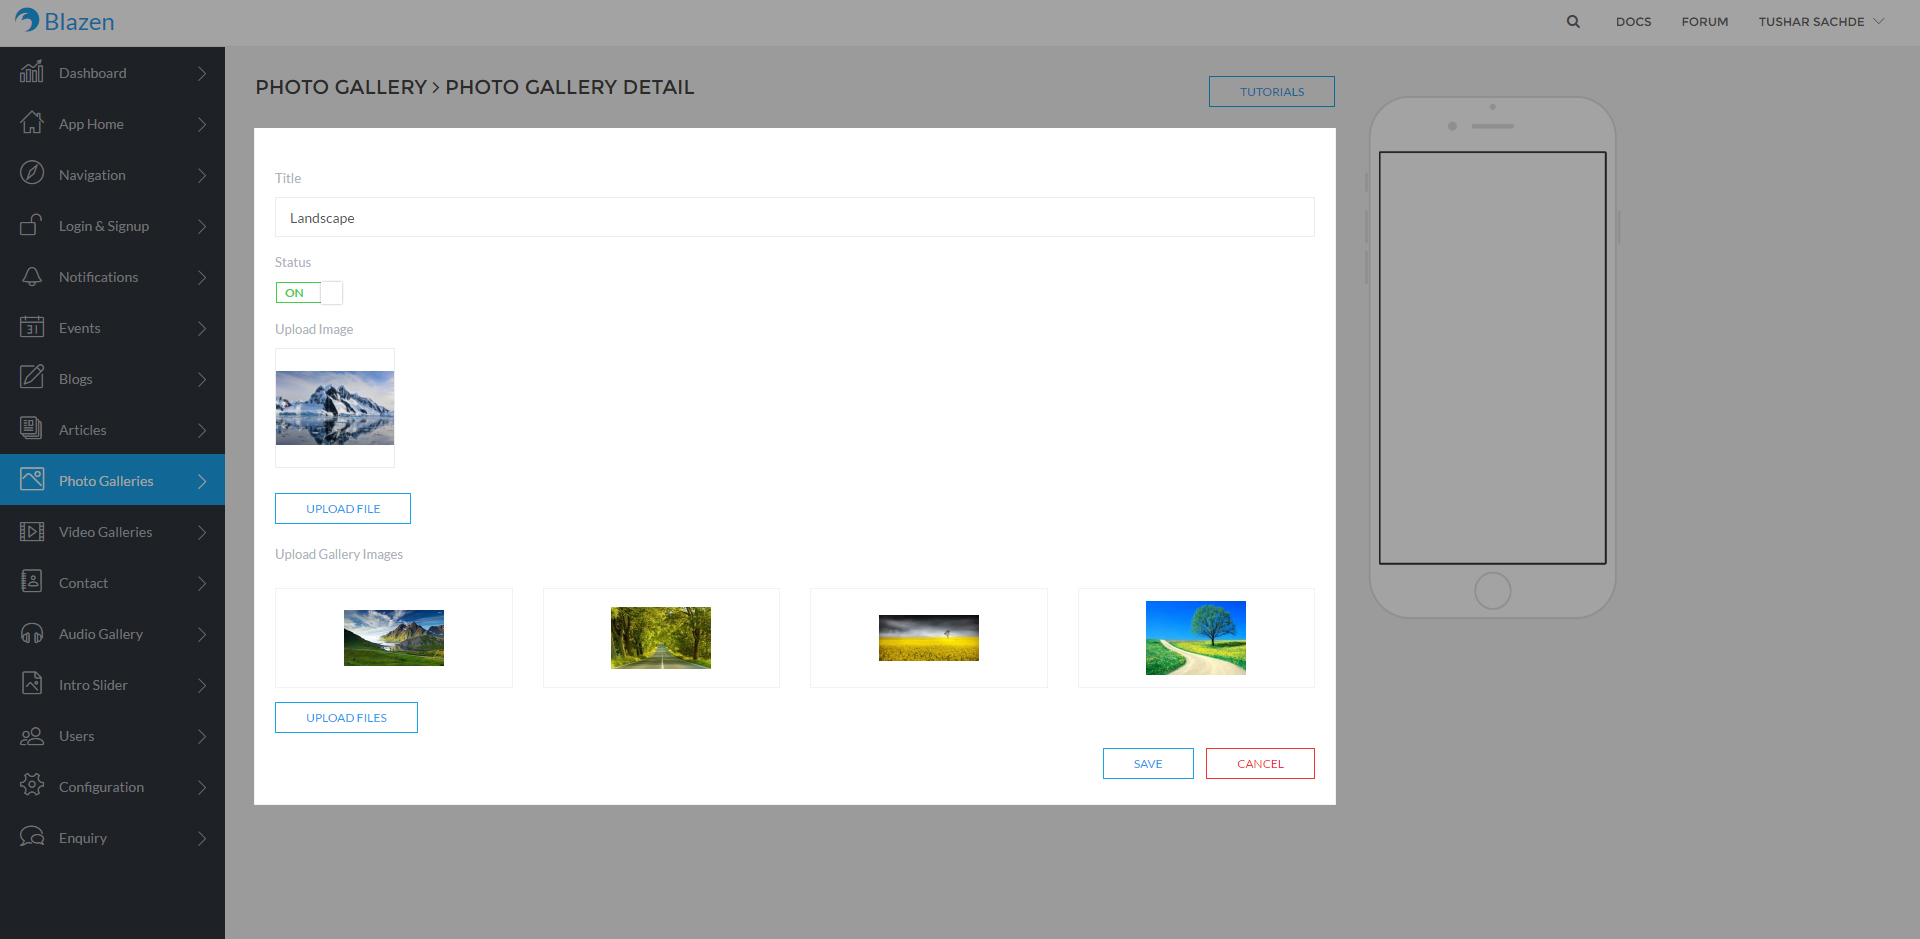 Blazen
DOCS
FORUM
TUSHAR SACHDE
Dashboard
App Home
Navigation
Login & Signup
Notifications
31
Events
Blogs
Articles
Photo Galleries
Video Galleries
Contact
Audio Gallery
Intro Slider
Users
Configuration
Enquiry
PHOTO GALLERY > PHOTO GALLERY DETAIL
TUTORIALS
Title
Landscape
Status
ON
Upload Image
UPLOAD FILE
Upload Gallery Images
UPLOAD FILES
SAVE
CANCEL